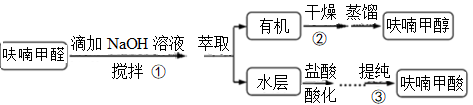 呋喃甲醛 滴加 NaOH 溶液 搅拌 ① 萃取
有机 干燥 ② 蒸馏 呋喃甲醇
水层 盐酸 酸化 …… 提纯 ③ 呋喃甲酸